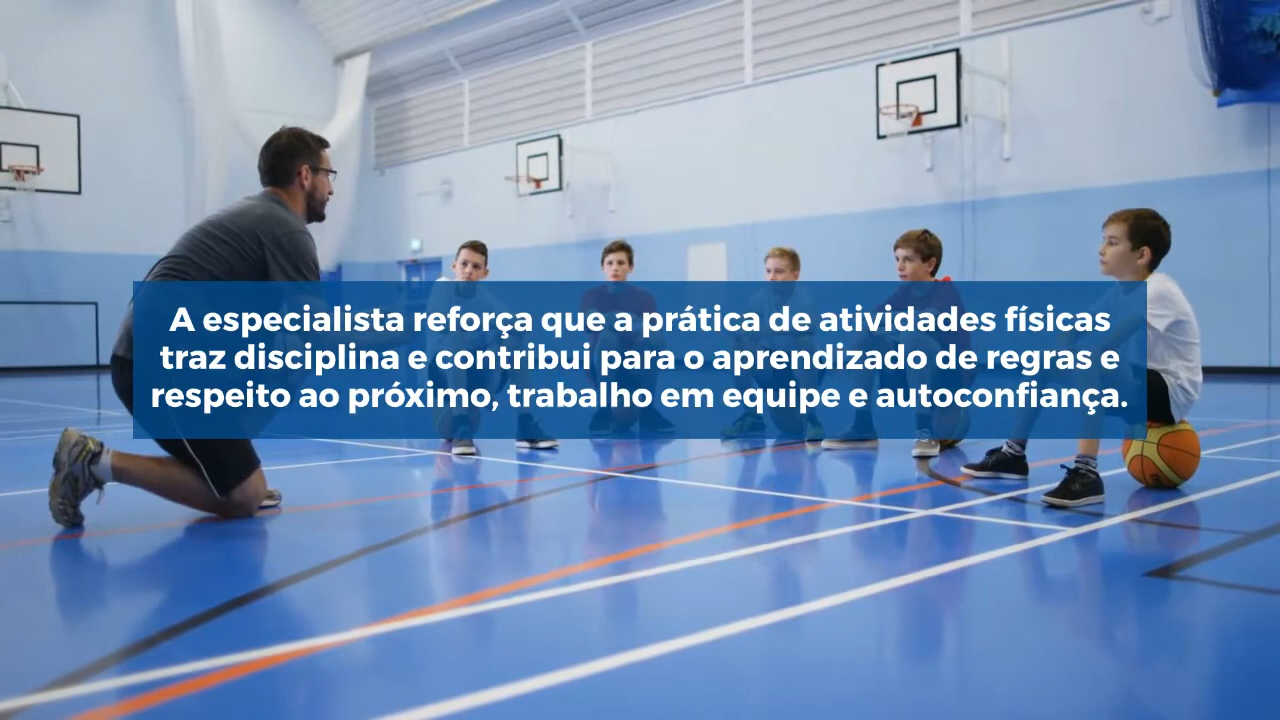 A especialista reforça que a prática de atividades físicas
traz disciplina e contribui para o aprendizado de regras e
respeito ao próximo, trabalho em equipe e autoconfiança.